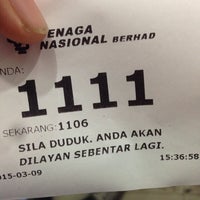 TENAGA
NASIONAL BERHAD
NDA:
1111
SEKARANG:1106
SILA DUDUK. ANDA AKAN
DILAYAN SEBENTAR LAGI.
15:36:58
015-03-09